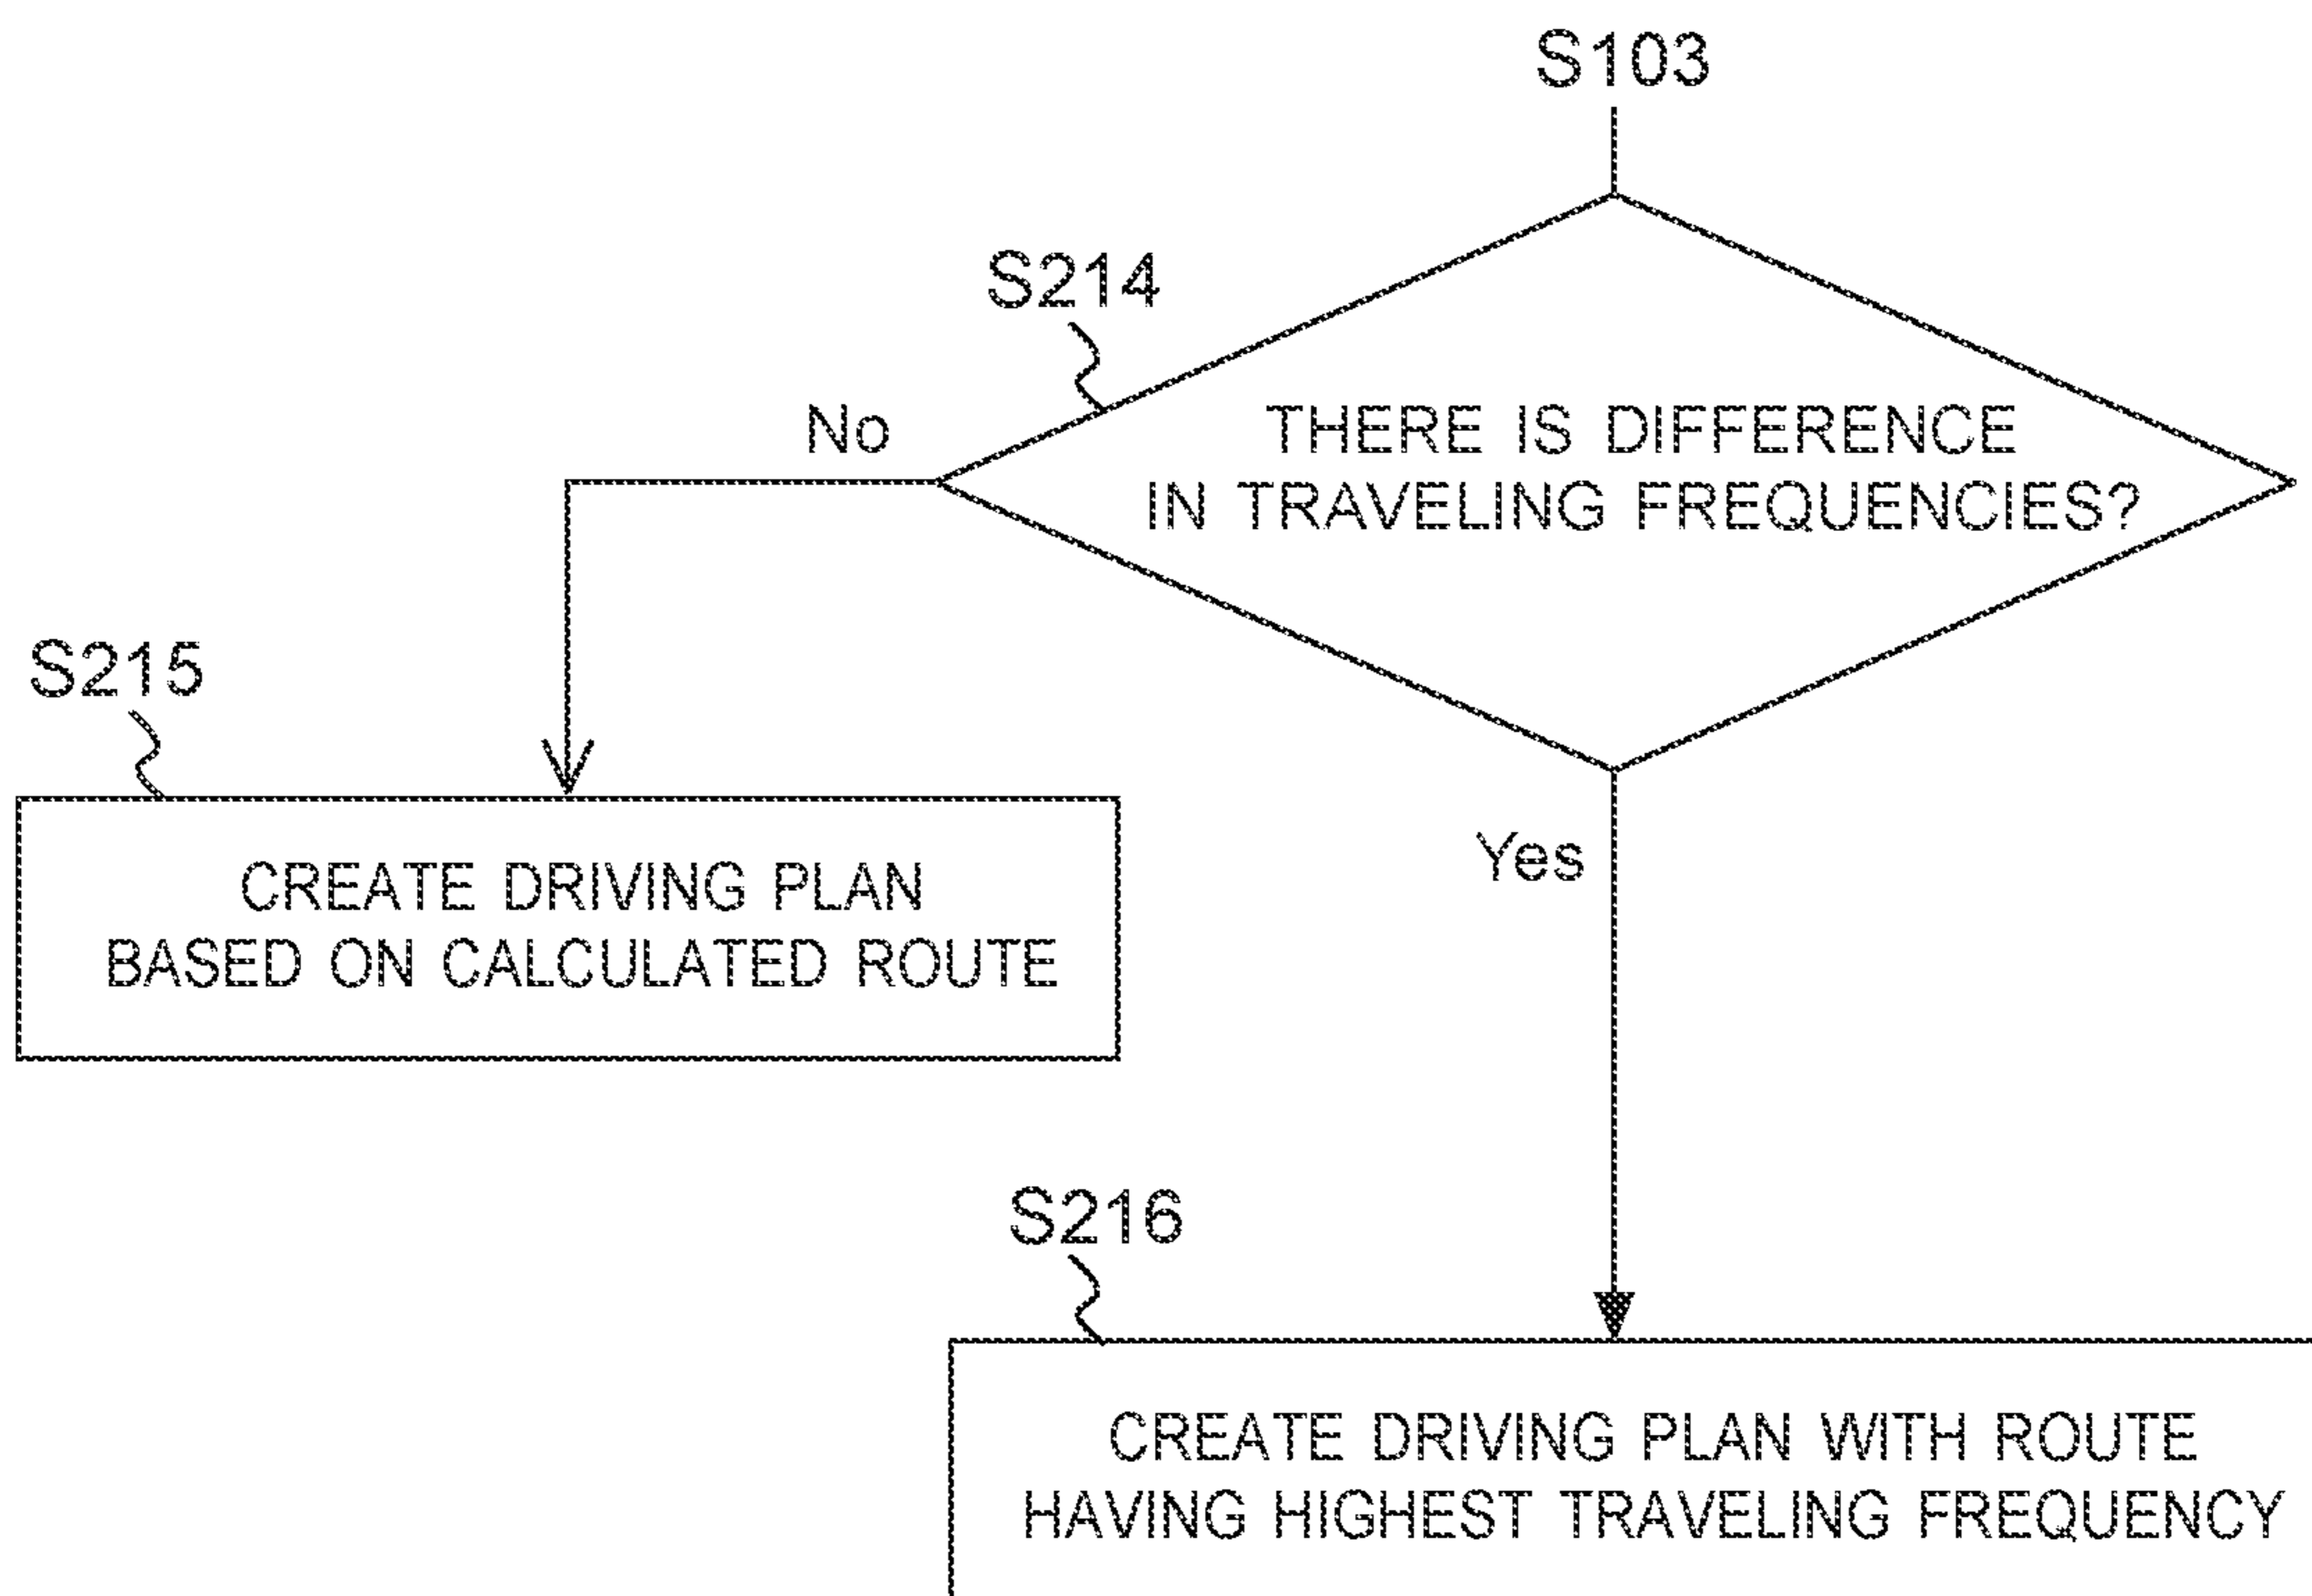 S103
S214
THERE IS DIFFERENCE
IN TRAVELING FREQUENCIES?
No
S215
Yes
CREATE DRIVING PLAN
BASED ON CALCULATED ROUTE
S216
CREATE DRIVING PLAN WITH ROUTE
HAVING HIGHEST TRAVELING FREQUENCY